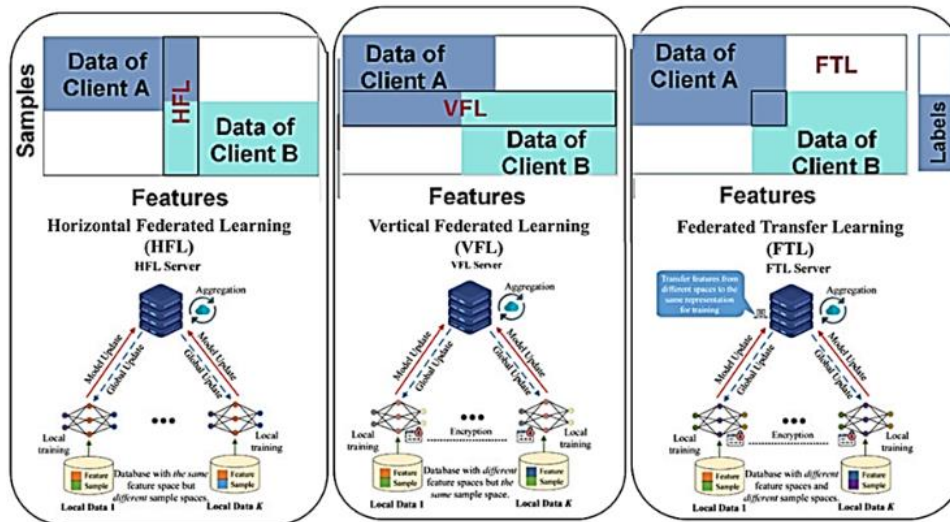 Samples
Data of
Client A
HFL
Data of
Client B
Features
Horizontal Federated Learning
(HFL)
HFL Server
Aggregation
Model Update
Global Update
Model Update
Global Update
Local
training
Local
training
Feature
Sample
Database with the same
feature space but
different sample spaces.
Feature
Sample
Local Data 1
Local Data K
Data of
Client A
VFL
Data of
Client B
Features
Vertical Federated Learning
(VFL)
VFL Server
Aggregation
Model Update
Global Update
Model Update
Global Update
Local
training
Encryption
Local
training
Feature
Sample
Database with different
feature spaces but the
same sample space.
Feature
Sample
Local Data 1
Local Data K
Data of
Client A
FTL
Data of
Client B
Labels
Features
Federated Transfer Learning
(FTL)
FTL Server
Transfer features from
different spaces to the
same representation
for training
Aggregation
Model Update
Global Update
Model Update
Global Update
Local
training
Encryption
Local
training
Feature
Sample
Database with different
feature spaces and
different sample spaces.
Feature
Sample
Local Data 1
Local Data K